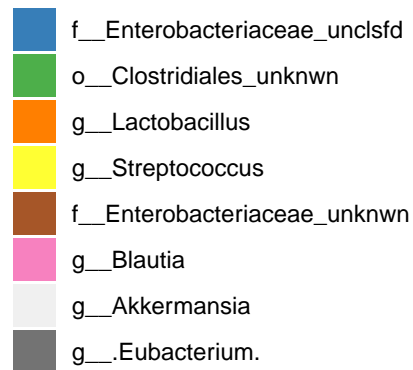 f__Enterobacteriaceae_unclsfd
o__Clostridiales_unknwn
g__Lactobacillus
g__Streptococcus
f__Enterobacteriaceae_unknwn
g__Blautia
g__Akkermansia
g__.Eubacterium.